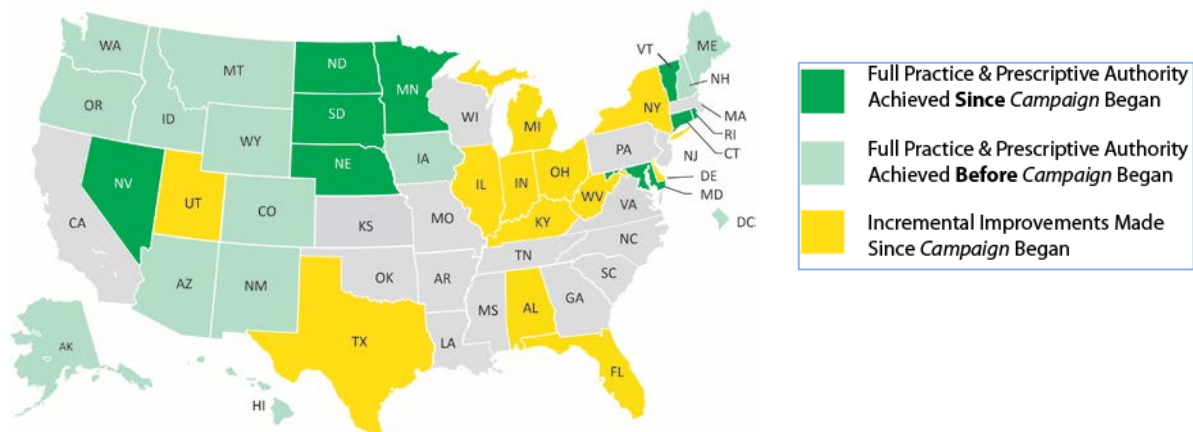 WA
MT
ND
MN
VT
ME
OR
ID
SD
WI
NY
NH
WY
MI
MA
RI
IA
PA
CT
NE
NJ
NV
OH
UT
IL
IN
DE
CO
WV
MD
CA
KS
MO
VA
DC
KY
NC
TN
AZ
NM
OK
AR
SC
MS
AL
GA
TX
LA
AK
FL
HI
Full Practice & Prescriptive Authority
Achieved Since Campaign Began
Full Practice & Prescriptive Authority
Achieved Before Campaign Began
Incremental Improvements Made
Since Campaign Began